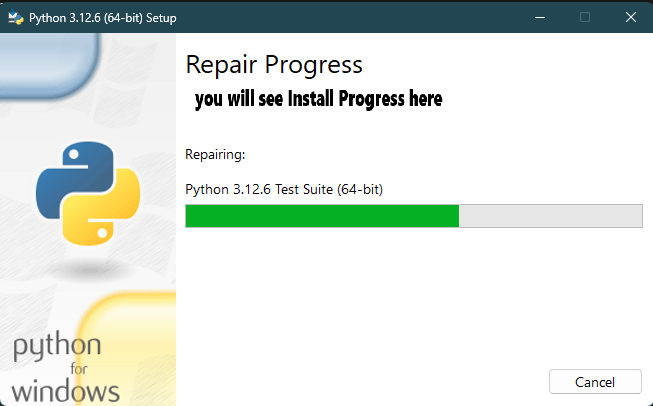 Python 3.12.6 (64-bit) Setup
Repair Progress
you will see Install Progress here
Repairing:
Python 3.12.6 Test Suite (64-bit)
python
for
windows
Cancel